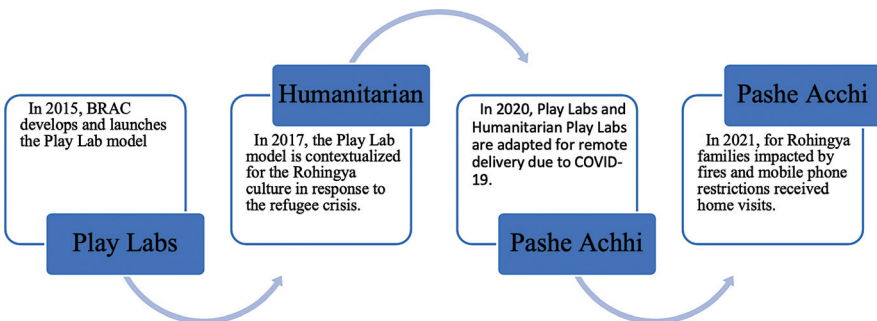 In 2015, BRAC
develops and launches
the Play Lab model
Play Labs
Humanitarian
In 2017, the Play Lab
model is contextualized
for the Rohingya
culture in response to
the refugee crisis.
In 2020, Play Labs and
Humanitarian Play Labs
are adapted for remote
delivery due to COVID-
19.
Pashe Achhi
Pashe Acchi
In 2021, for Rohingya
families impacted by
fires and mobile phone
restrictions received
home visits.